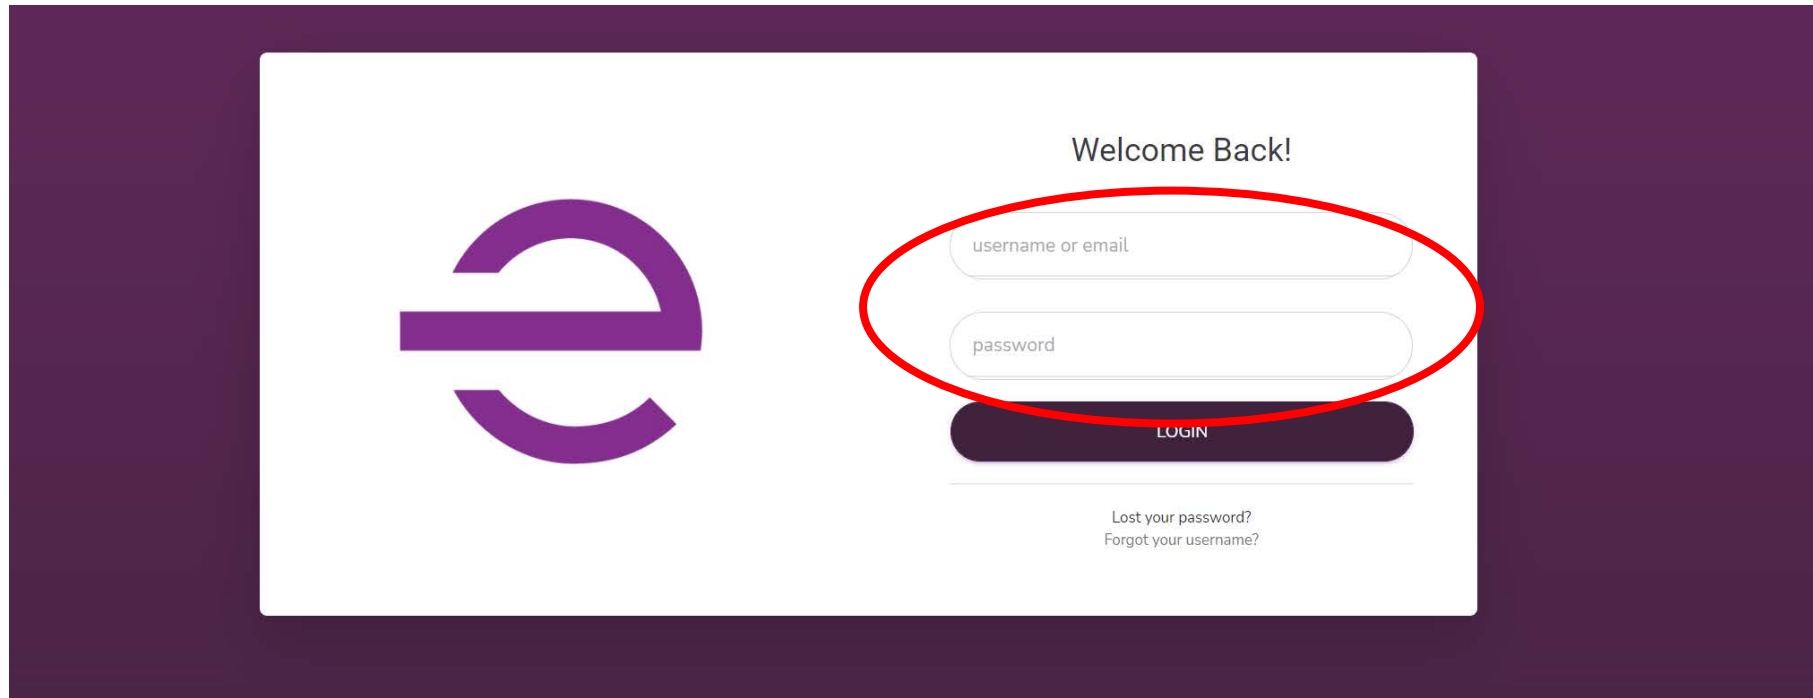 Welcome Back!
username or email
password
LOGIN
Lost your password?
Forgot your username?